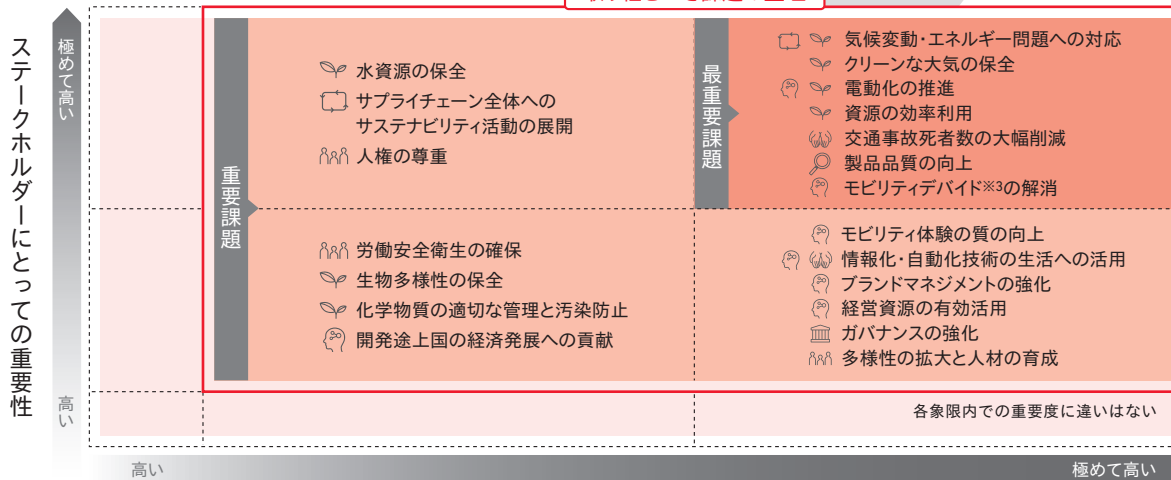 ステークホルダーにとっての重要性
極めて高い
高い
重要課題
水資源の保全
サプライチェーン全体への
サステナビリティ活動の展開
人権の尊重
労働安全衛生の確保
生物多様性の保全
化学物質の適切な管理と汚染防止
開発途上国の経済発展への貢献
最重要課題
気候変動・エネルギー問題への対応
クリーンな大気の保全
電動化の推進
資源の効率利用
交通事故死者数の大幅削減
製品品質の向上
モビリティデバイド※3の解消
モビリティ体験の質の向上
情報化・自動化技術の生活への活用
ブランドマネジメントの強化
経営資源の有効活用
ガバナンスの強化
多様性の拡大と人材の育成
各象限内での重要度に違いはない
高い
極めて高い